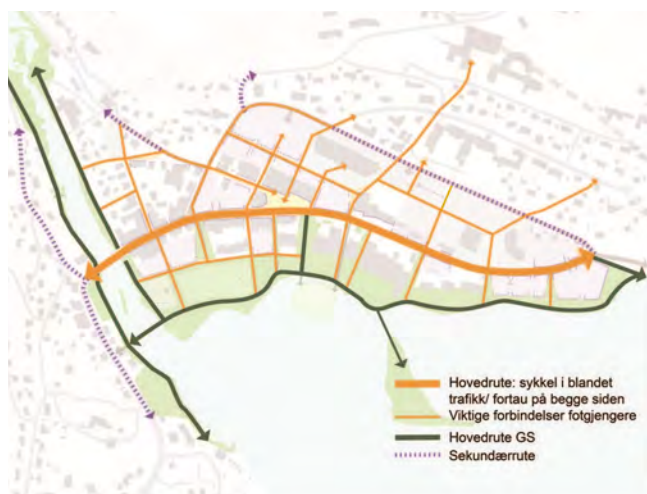 Hovedrute: sykkel i blandet
trafikk/ fortau på begge siden
Viktige forbindelser fotgjengere
Hovedrute GS
Sekundærrute